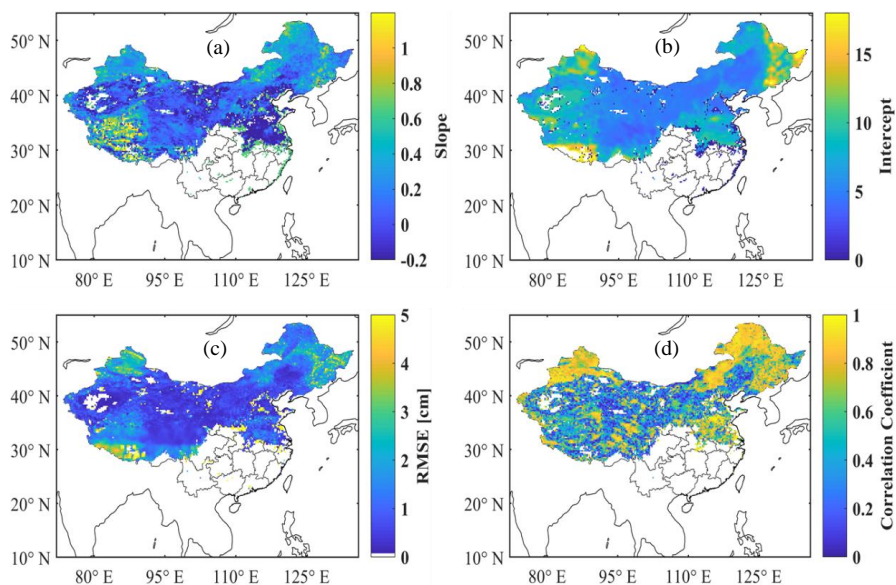 (a)
50° N
40° N
30° N
20° N
10° N
80° E
95° E
110° E
125° E
1
0.8
0.6
0.4
0.2
0
-0.2
Slope
(b)
50° N
40° N
30° N
20° N
10° N
80° E
95° E
110° E
125° E
15
10
5
0
Intercept
(c)
50° N
40° N
30° N
20° N
10° N
80° E
95° E
110° E
125° E
5
4
3
2
1
0
RMSE [cm]
(d)
50° N
40° N
30° N
20° N
10° N
80° E
95° E
110° E
125° E
1
0.8
0.6
0.4
0.2
0
Corrrelation Coefficient